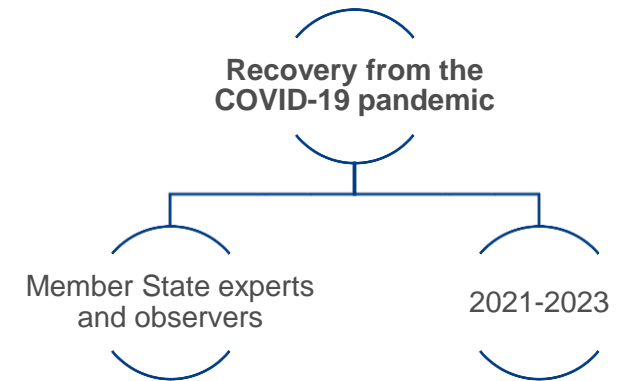 Recovery from the
COVID-19 pandemic
Member State experts
and observers
2021-2023